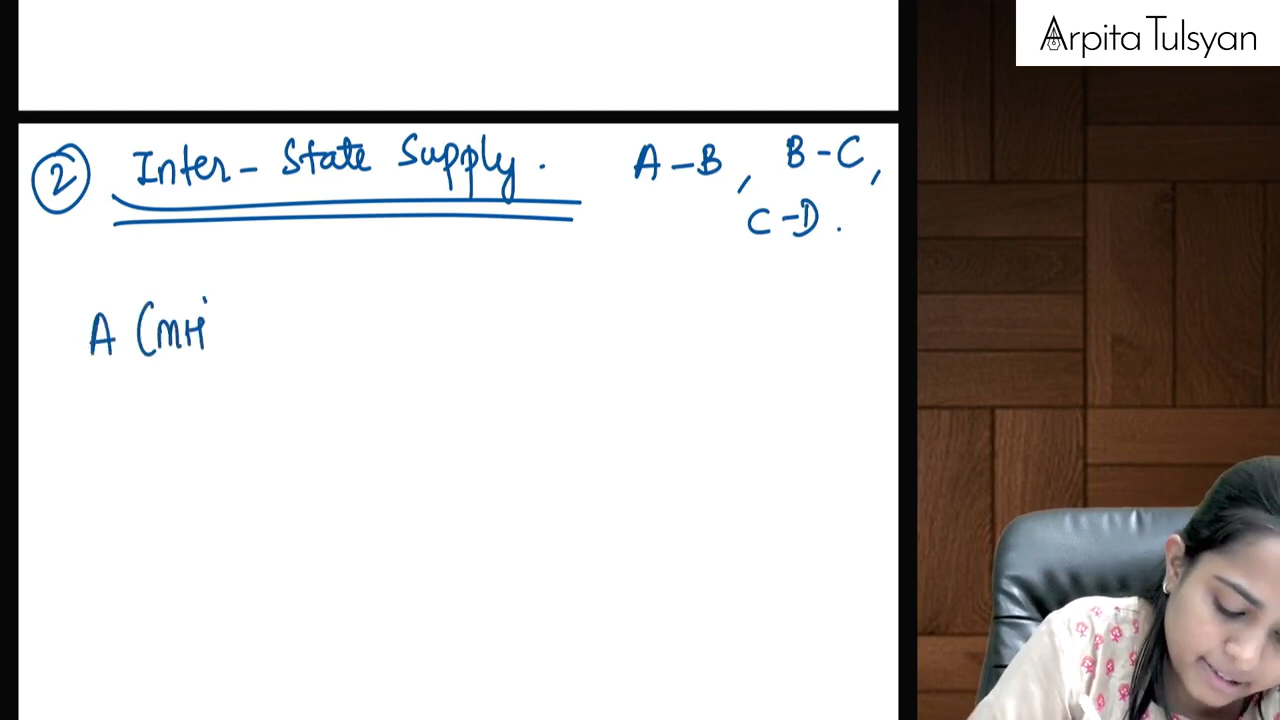 Arpita Tulsyan
② Inter-State Supply. A-B, B-C,
C-D.
A (MH